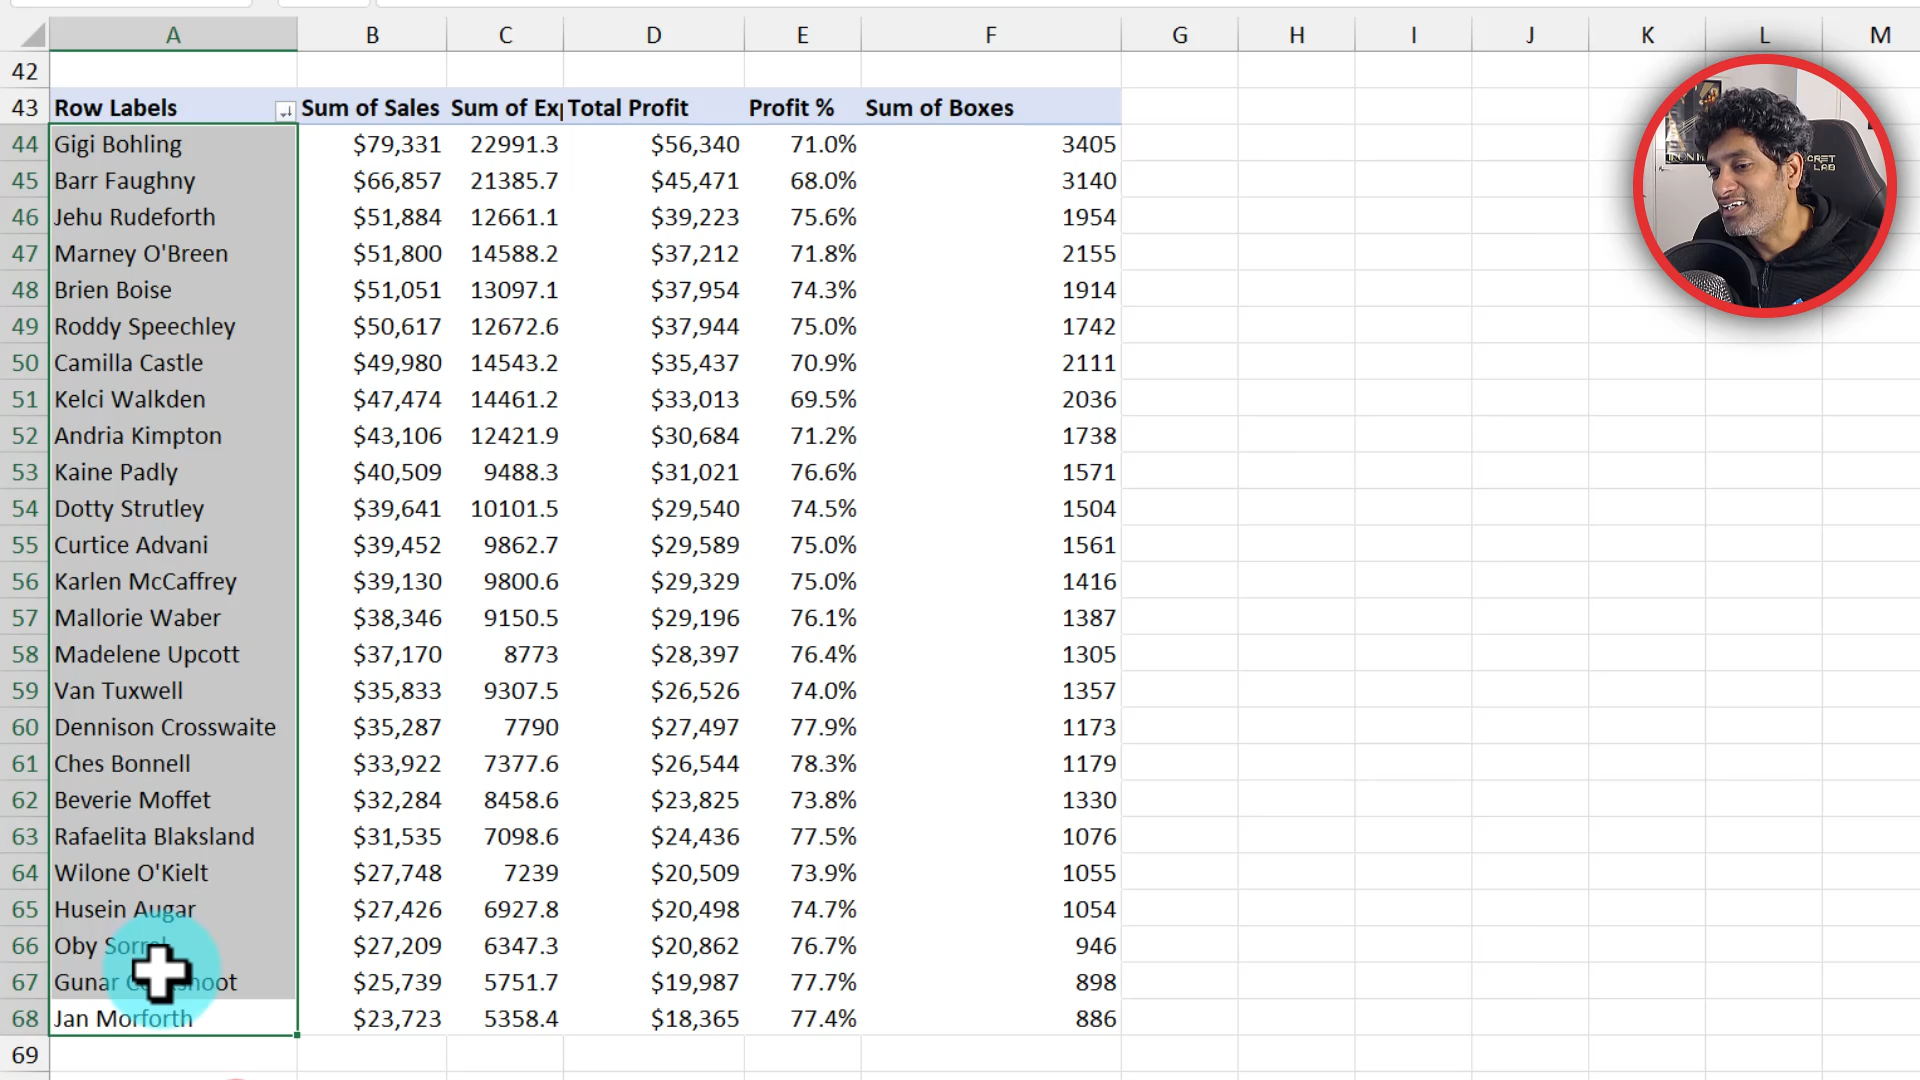 A B C D E F G H I J K L M
42
43 Row Labels Sum of Sales Sum of Ex Total Profit Profit % Sum of Boxes
44 Gigi Bohling $79,331 22991.3 $56,340 71.0% 3405
45 Barr Faughny $66,857 21385.7 $45,471 68.0% 3140
46 Jehu Rudeforth $51,884 12661.1 $39,223 75.6% 1954
47 Marney O'Breen $51,800 14588.2 $37,212 71.8% 2155
48 Brien Boise $51,051 13097.1 $37,954 74.3% 1914
49 Roddy Speechley $50,617 12672.6 $37,944 75.0% 1742
50 Camilla Castle $49,980 14543.2 $35,437 70.9% 2111
51 Kelci Walkden $47,474 14461.2 $33,013 69.5% 2036
52 Andria Kimpton $43,106 12421.9 $30,684 71.2% 1738
53 Kaine Padly $40,509 9488.3 $31,021 76.6% 1571
54 Dotty Strutley $39,641 10101.5 $29,540 74.5% 1504
55 Curtice Advani $39,452 9862.7 $29,589 75.0% 1561
56 Karlen McCaffrey $39,130 9800.6 $29,329 75.0% 1416
57 Mallorie Waber $38,346 9150.5 $29,196 76.1% 1387
58 Madelene Upcott $37,170 8773 $28,397 76.4% 1305
59 Van Tuxwell $35,833 9307.5 $26,526 74.0% 1357
60 Dennison Crosswaite $35,287 7790 $27,497 77.9% 1173
61 Ches Bonnell $33,922 7377.6 $26,544 78.3% 1179
62 Beverie Moffet $32,284 8458.6 $23,825 73.8% 1330
63 Rafaelita Blaksland $31,535 7098.6 $24,436 77.5% 1076
64 Wilone O'Kielt $27,748 7239 $20,509 73.9% 1055
65 Husein Augar $27,426 6927.8 $20,498 74.7% 1054
66 Oby Sorrel $27,209 6347.3 $20,862 76.7% 946
67 Gunar $25,739 5751.7 $19,987 77.7% 898
68 Jan Morforth $23,723 5358.4 $18,365 77.4% 886
69